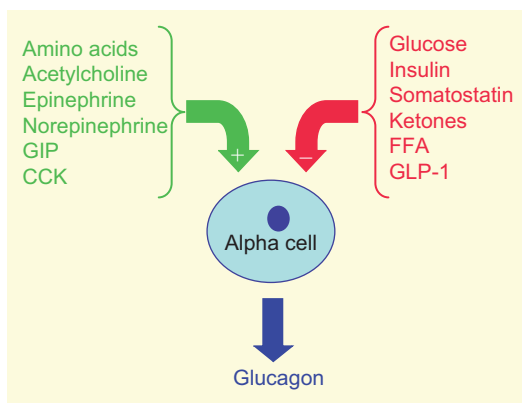 Amino acids
Acetylcholine
Epinephrine
Norepinephrine
GIP
CCK
+
Glucose
Insulin
Somatostatin
Ketones
FFA
GLP-1
−
Alpha cell
Glucagon